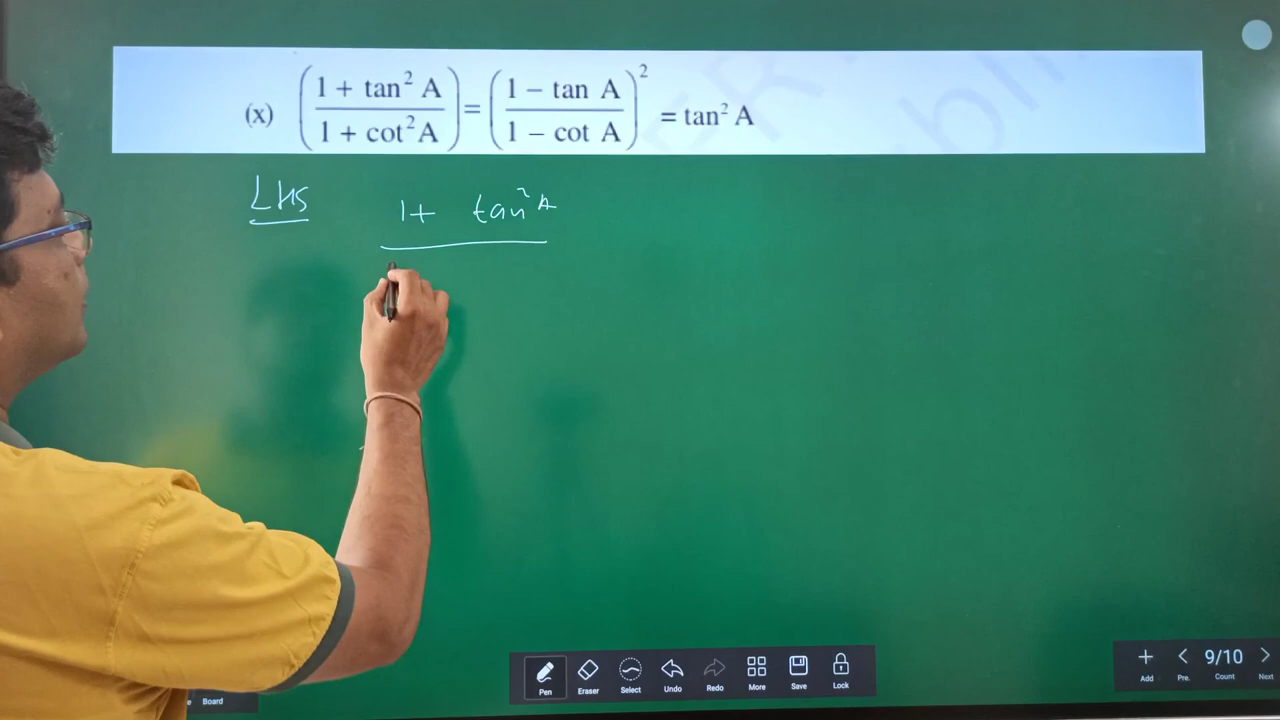 (x) (1 + tan² A / 1 + cot² A) = (1 − tan A / 1 − cot A)² = tan² A
LHS 1+ tan² A
Pen Eraser Select Undo Redo More Save Lock
Add Pre. 9/10 Count Next
Board